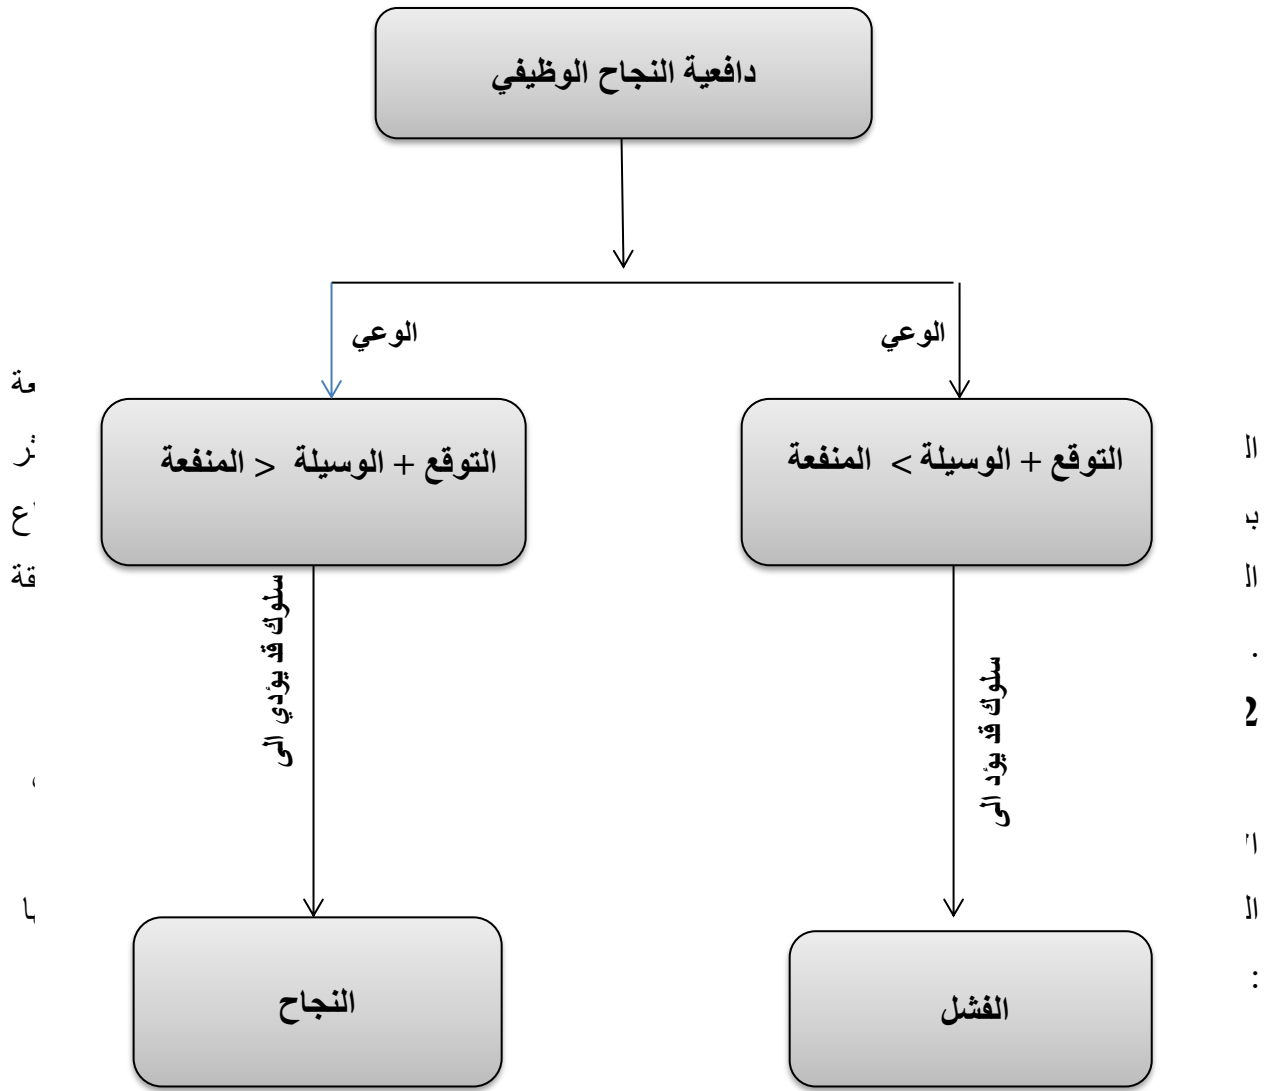 دافعية النجاح الوظيفي
الوعي
الوعي
التوقع + الوسيلة > المنفعة
التوقع + الوسيلة < المنفعة
سلوك قد يؤد الى
سلوك قد يؤدي الى
الفشل
النجاح